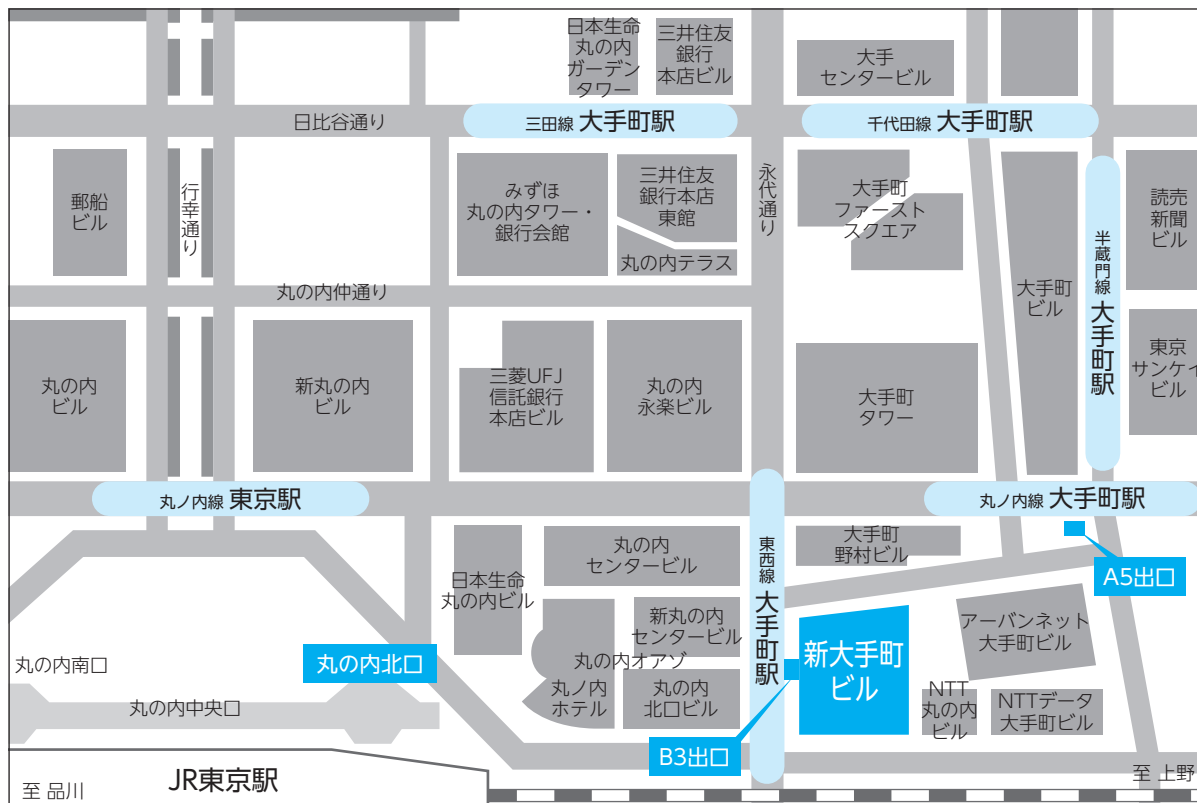 日本生命
丸の内
ガーデン
タワー
三井住友
銀行
本店ビル
大手
センタービル
日比谷通り
三田線 大手町駅
千代田線 大手町駅
郵船
ビル
行幸通り
みずほ
丸の内タワー・
銀行会館
三井住友
銀行本店
東館
丸の内テラス
永代通り
大手町
ファースト
スクエア
読売
新聞
ビル
半蔵門線 大手町駅
丸の内仲通り
大手町
ビル
丸の内
ビル
新丸の内
ビル
三菱UFJ
信託銀行
本店ビル
丸の内
永楽ビル
大手町
タワー
東京
サンケイ
ビル
丸ノ内線 東京駅
丸ノ内線 大手町駅
日本生命
丸の内ビル
丸の内
センタービル
東西線 大手町駅
大手町
野村ビル
A5出口
新丸の内
センタービル
アーバンネット
大手町ビル
丸の内南口
丸の内北口
丸の内オアゾ
新大手町
ビル
丸の内中央口
丸ノ内
ホテル
丸の内
北口ビル
NTT
丸の内
ビル
NTTデータ
大手町ビル
B3出口
至 品川
JR東京駅
至 上野